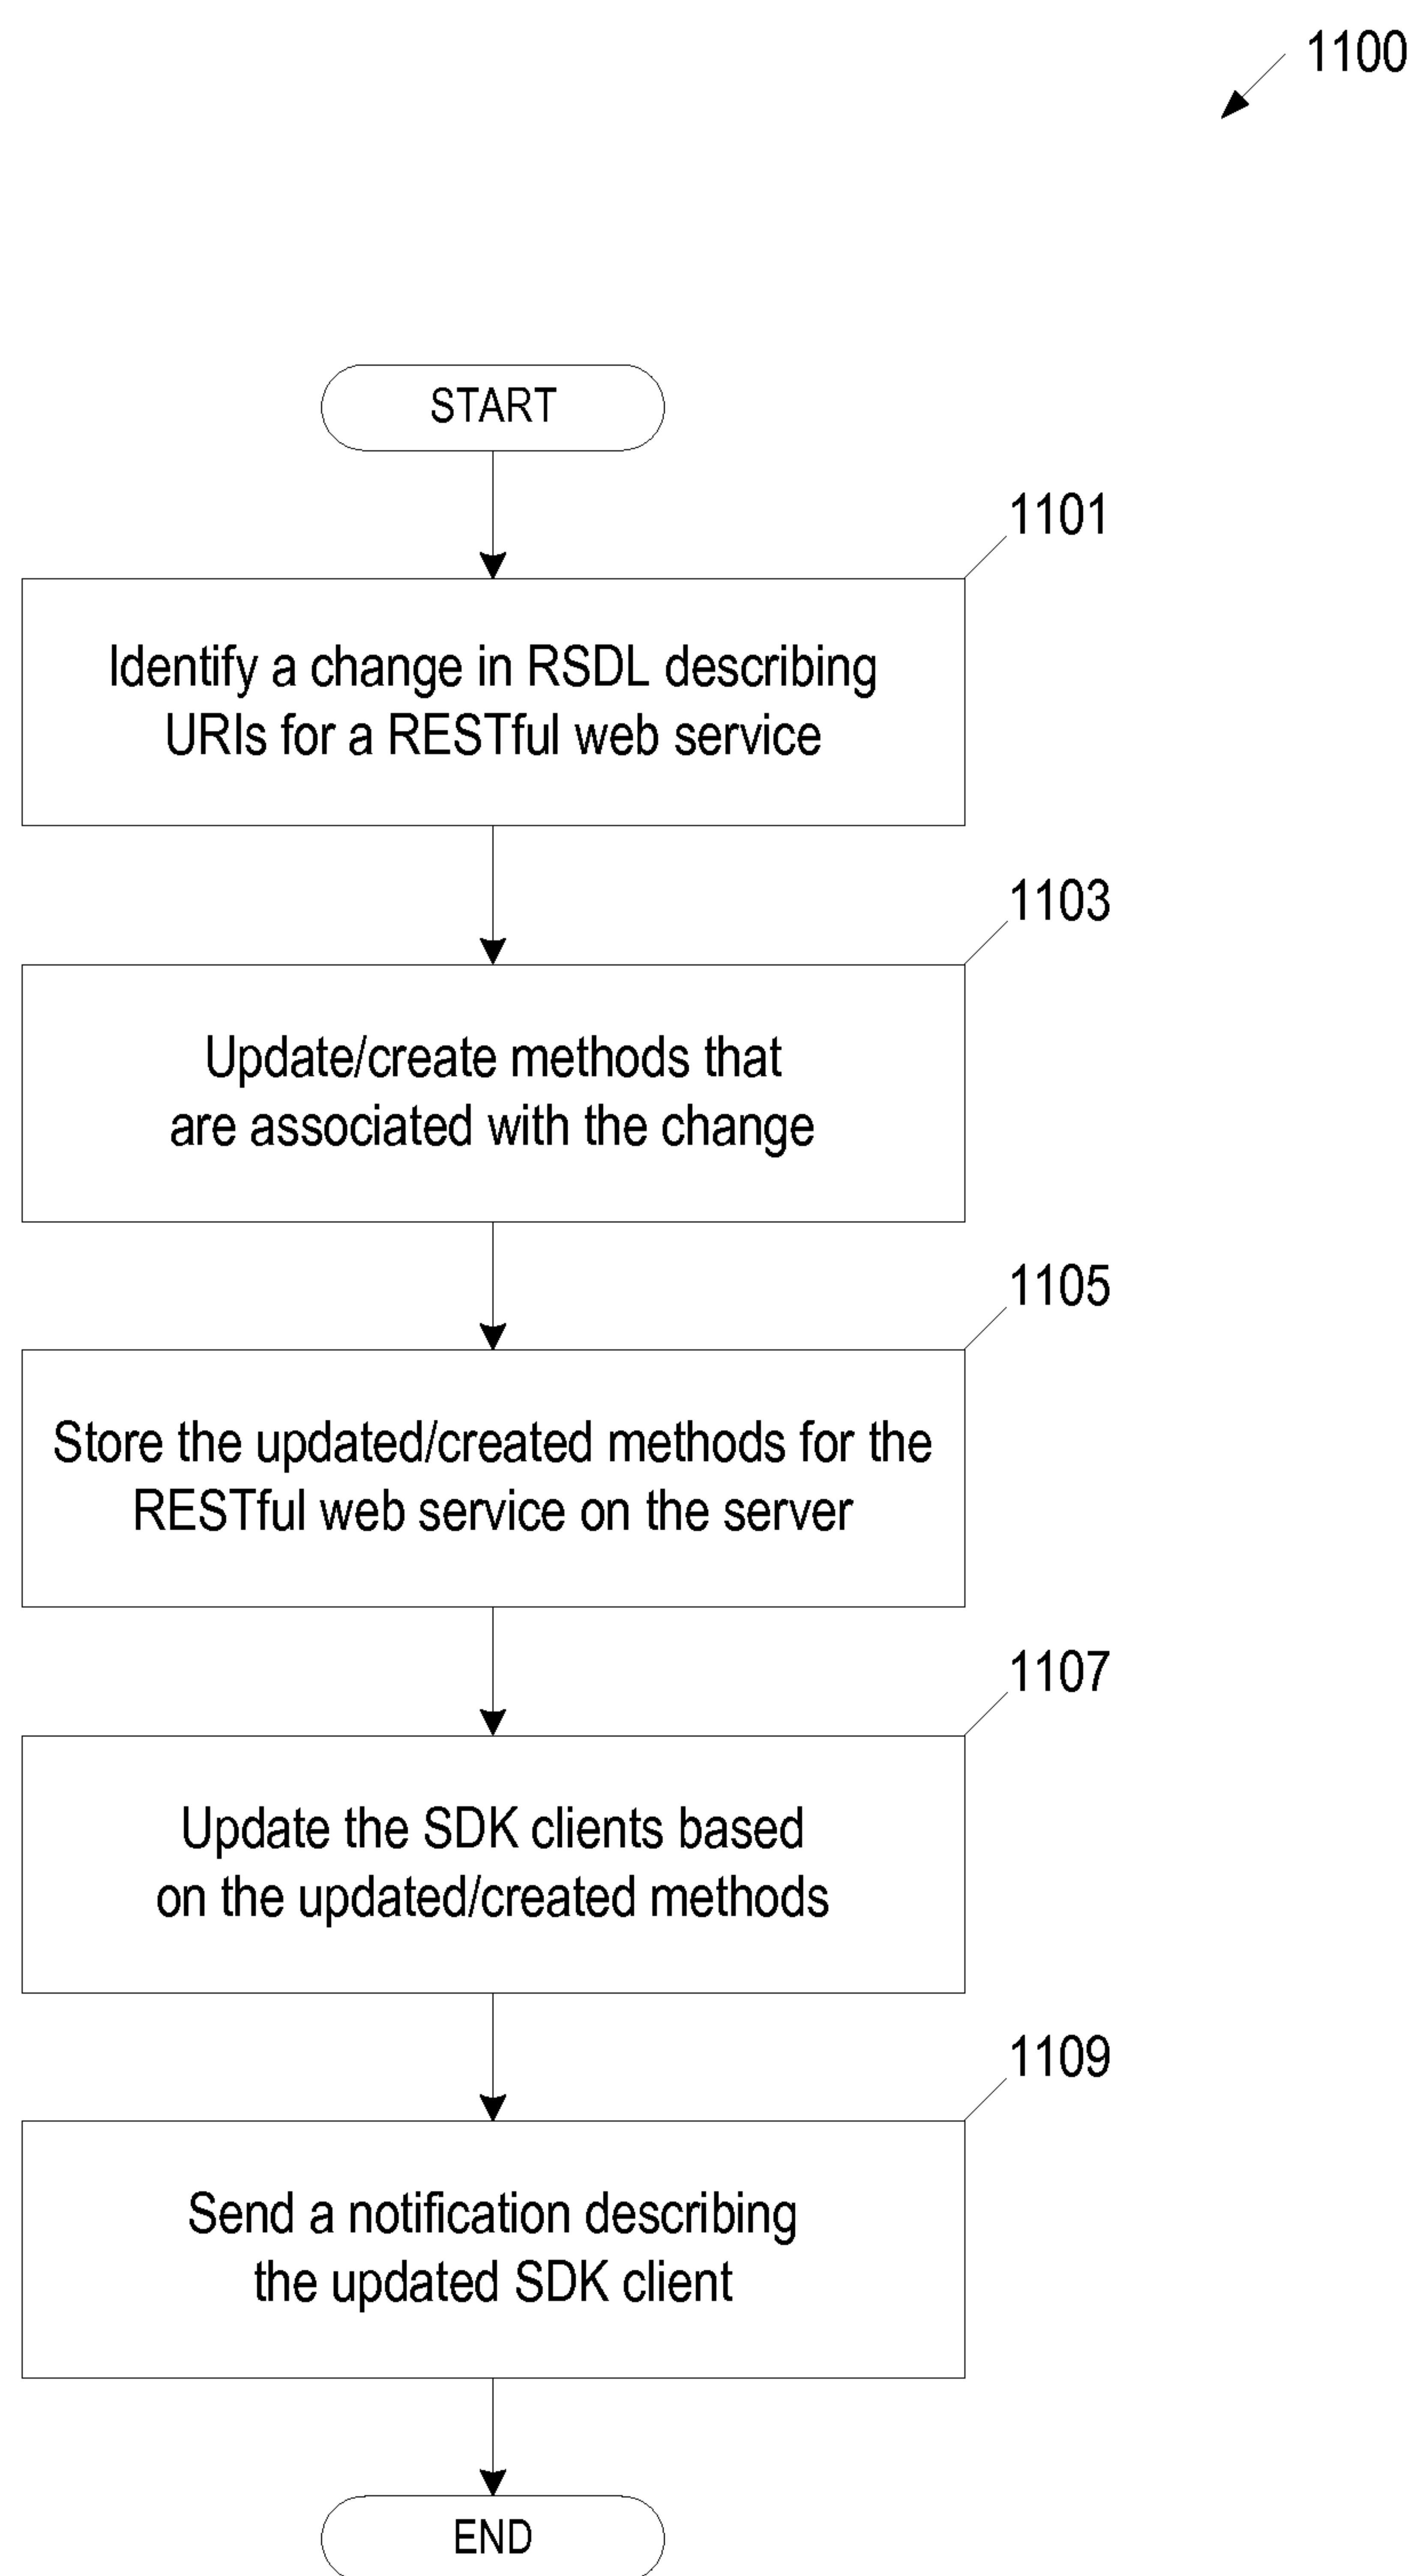 1100
START
1101
Identify a change in RSDL describing
URIs for a RESTful web service
1103
Update/create methods that
are associated with the change
1105
Store the updated/created methods for the
RESTful web service on the server
1107
Update the SDK clients based
on the updated/created methods
1109
Send a notification describing
the updated SDK client
END